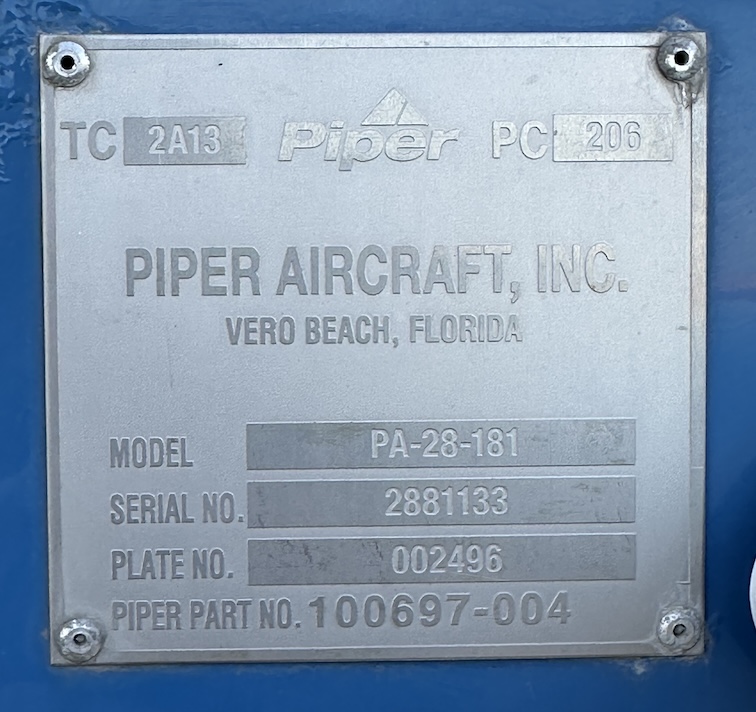 TC 2A13 Piper PC 206
PIPER AIRCRAFT, INC.
VERO BEACH, FLORIDA
MODEL PA-28-181
SERIAL NO. 2881133
PLATE NO. 002496
PIPER PART NO. 100697-004